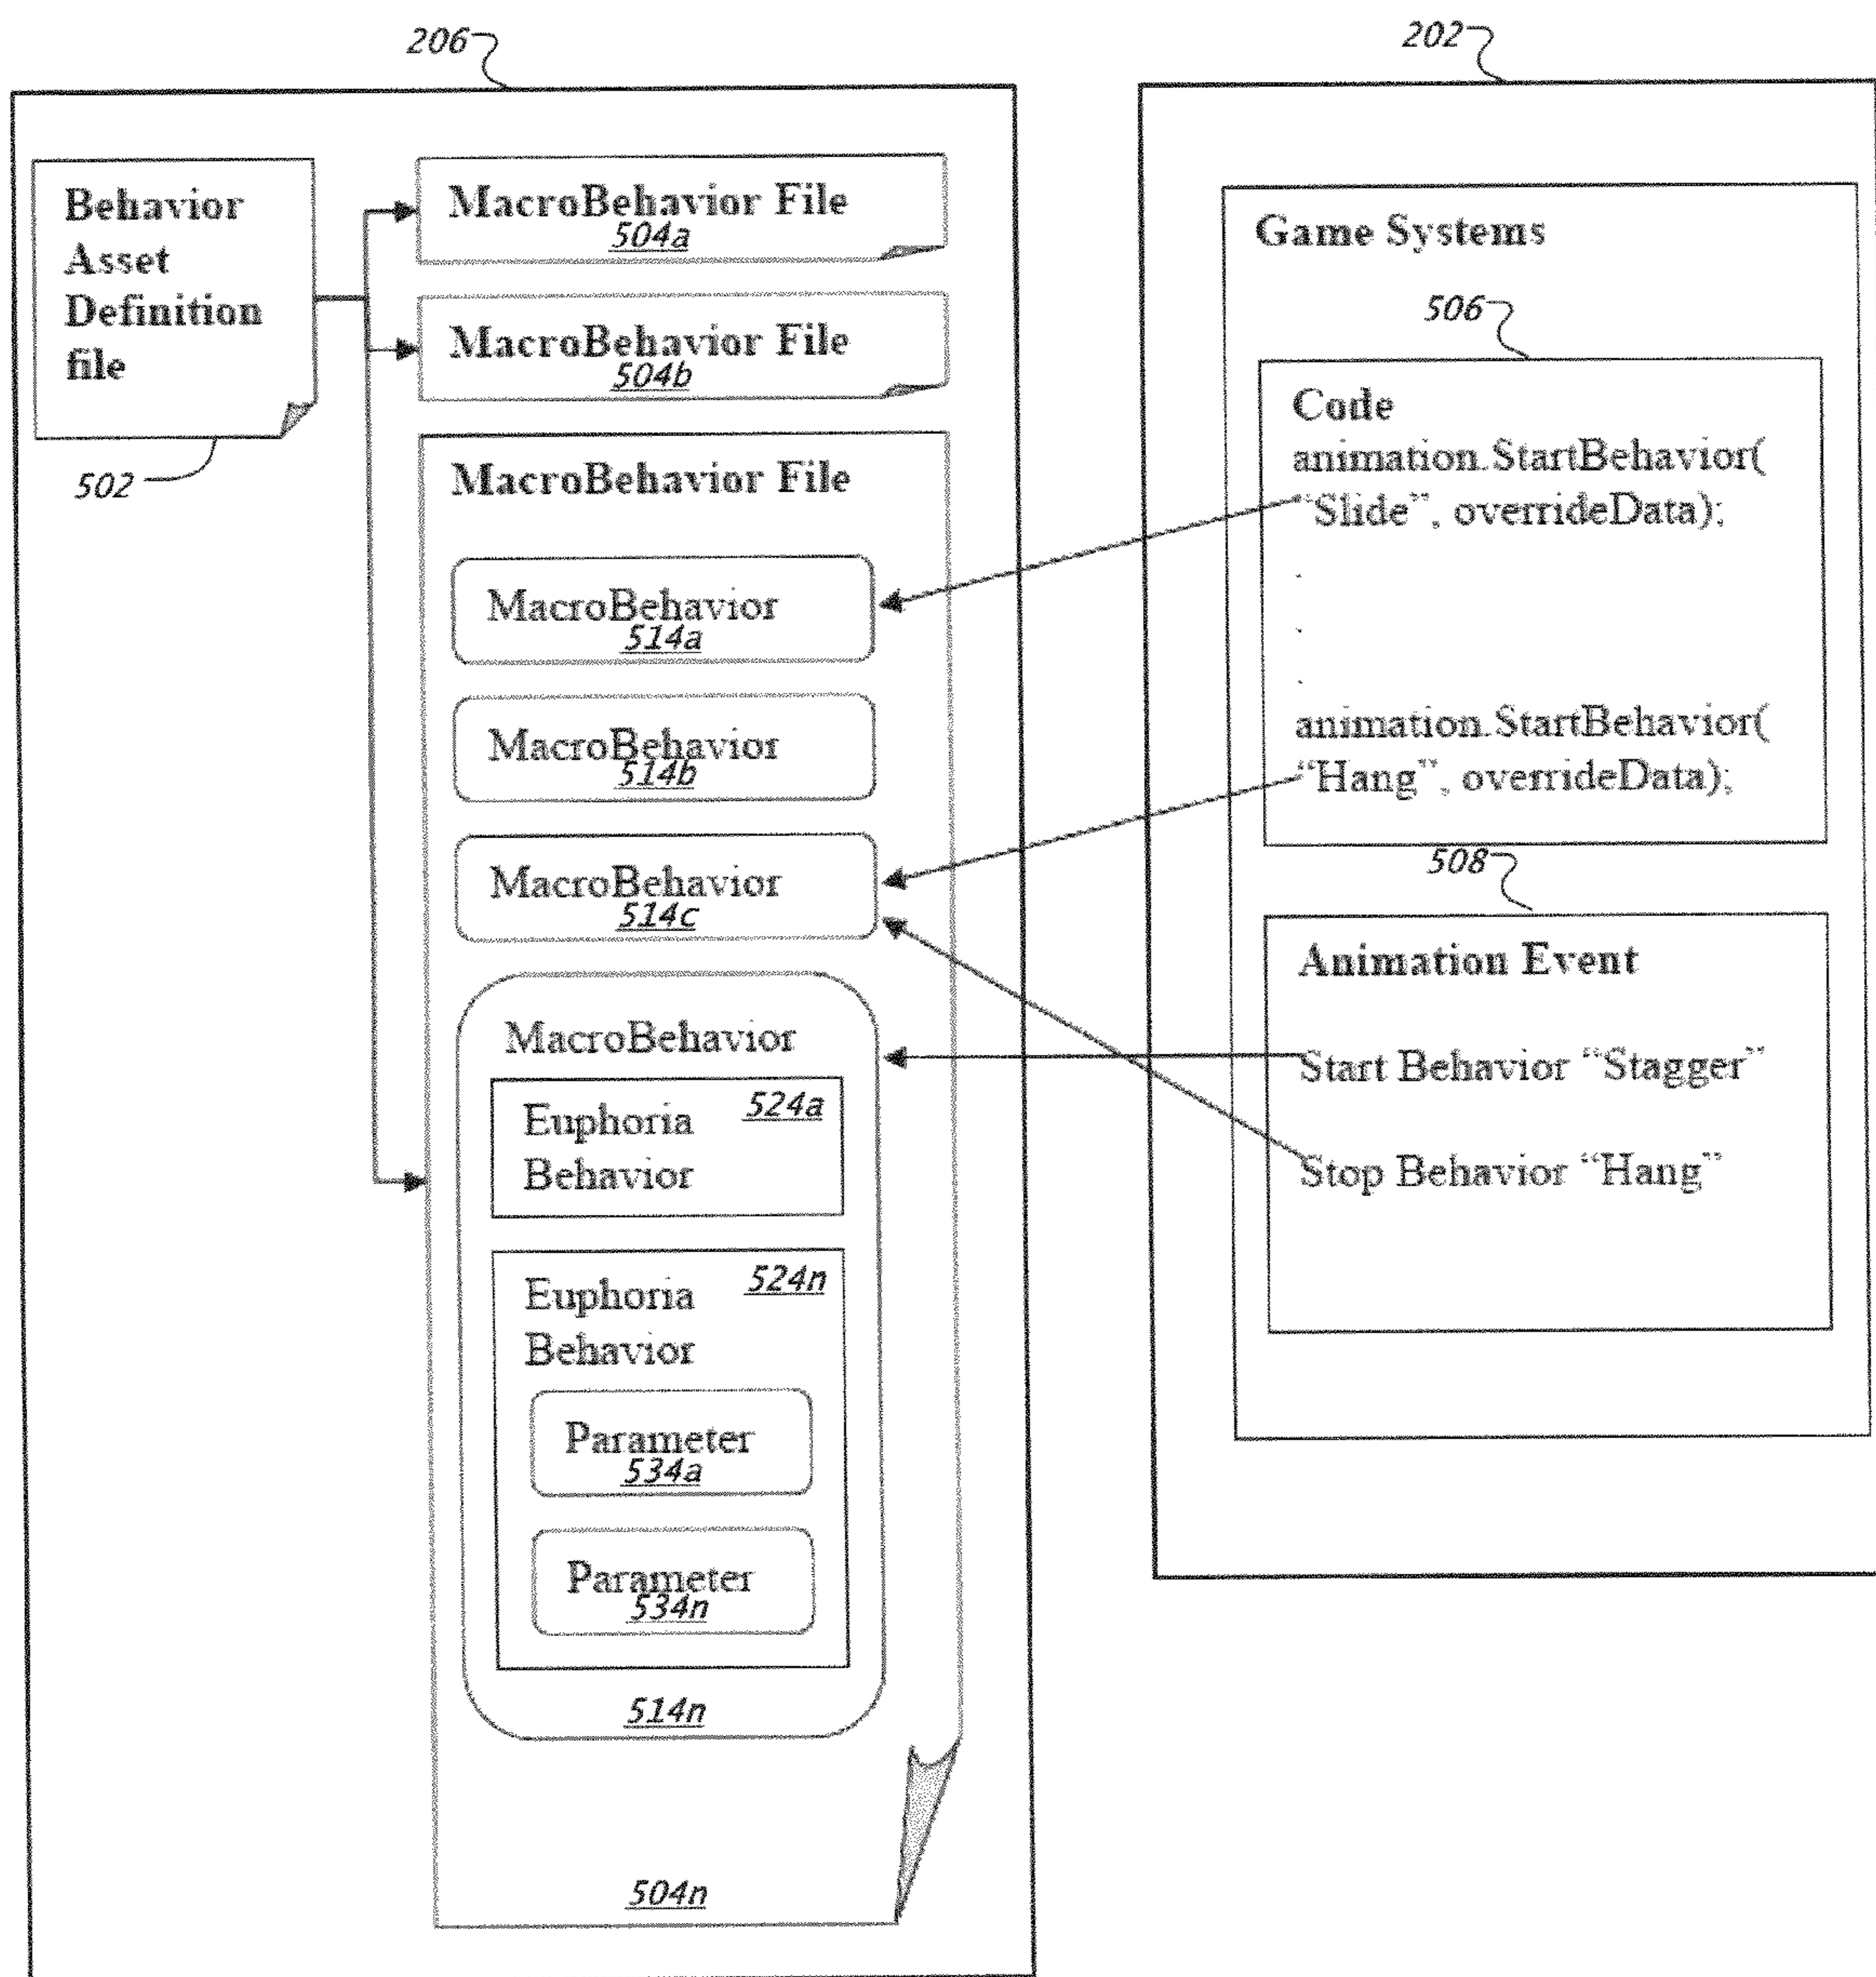 206
202
Behavior
Asset
Definition
file
502
MacroBehavior File
504a
MacroBehavior File
504b
MacroBehavior File
MacroBehavior
514a
MacroBehavior
514b
MacroBehavior
514c
MacroBehavior
Euphoria
Behavior
524a
Euphoria
Behavior
524n
Parameter
534a
Parameter
534n
514n
504n
Game Systems
506
Code
animation.StartBehavior(
“Slide”, overrideData);
.
.
.
animation.StartBehavior(
“Hang”, overrideData);
508
Animation Event
Start Behavior “Stagger”
Stop Behavior “Hang”